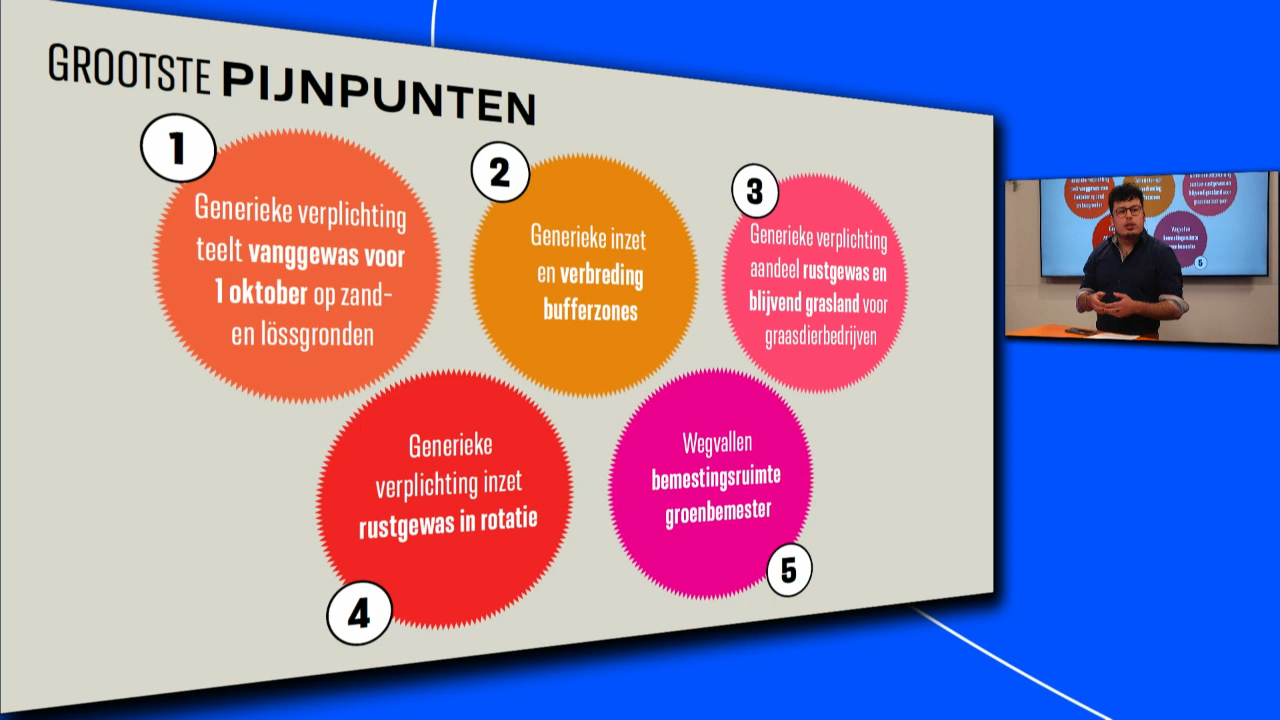 GROOTSTE PIJNPUNTEN
1
Generieke verplichting
teelt vanggewas voor
1 oktober op zand-
en lössgronden
2
Generieke inzet
en verbreding
bufferzones
3
Generieke verplichting
aandeel rustgewas en
blijvend grasland voor
graasdierbedrijven
4
Generieke
verplichting inzet
rustgewas in rotatie
Wegvallen
bemestingsruimte
groenbemester
5